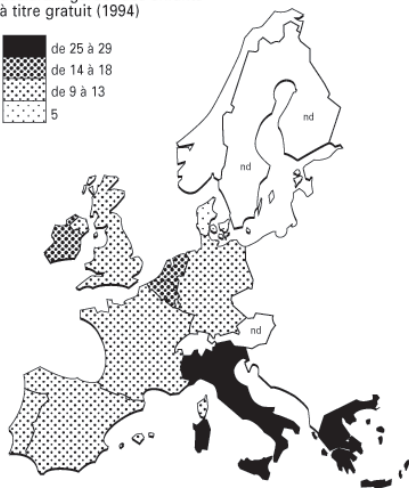 à titre gratuit (1994)
de 25 à 29
de 14 à 18
de 9 à 13
5
nd
nd
nd